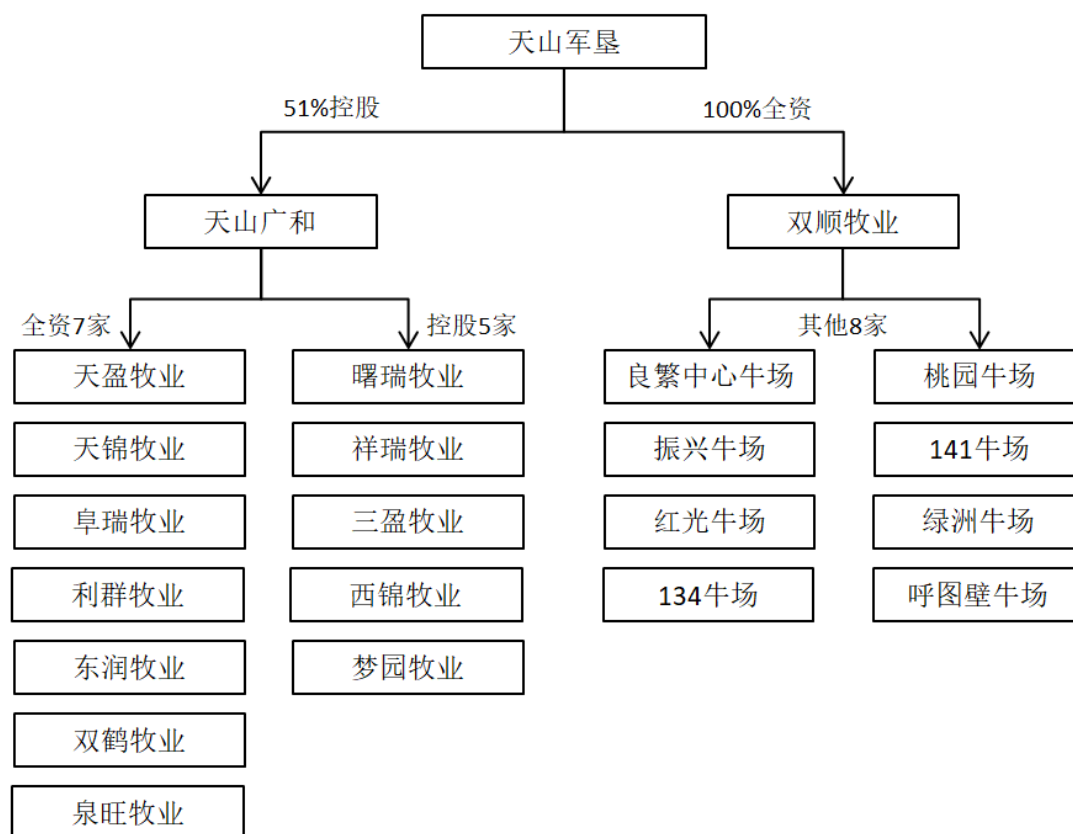 天山军垦
51%控股
100%全资
天山广和
双顺牧业
全资7家
控股5家
其他8家
天盈牧业
曙瑞牧业
良繁中心牛场
桃园牛场
天锦牧业
祥瑞牧业
振兴牛场
141牛场
阜瑞牧业
三盈牧业
红光牛场
绿洲牛场
利群牧业
西锦牧业
134牛场
呼图壁牛场
东润牧业
梦园牧业
双鹤牧业
泉旺牧业